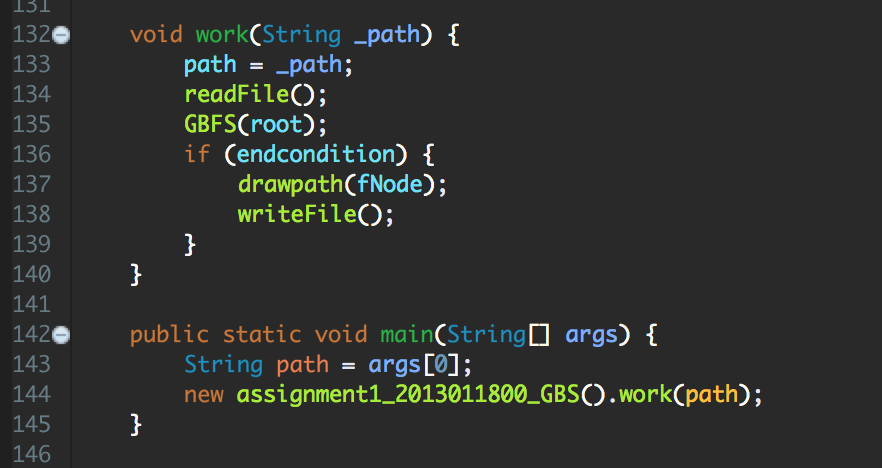 131
132 void work(String _path) {
133 path = _path;
134 readFile();
135 GBFS(root);
136 if (endcondition) {
137 drawpath(fNode);
138 writeFile();
139 }
140 }
141
142 public static void main(String[] args) {
143 String path = args[0];
144 new assignment1_2013011800_GBS().work(path);
145 }
146